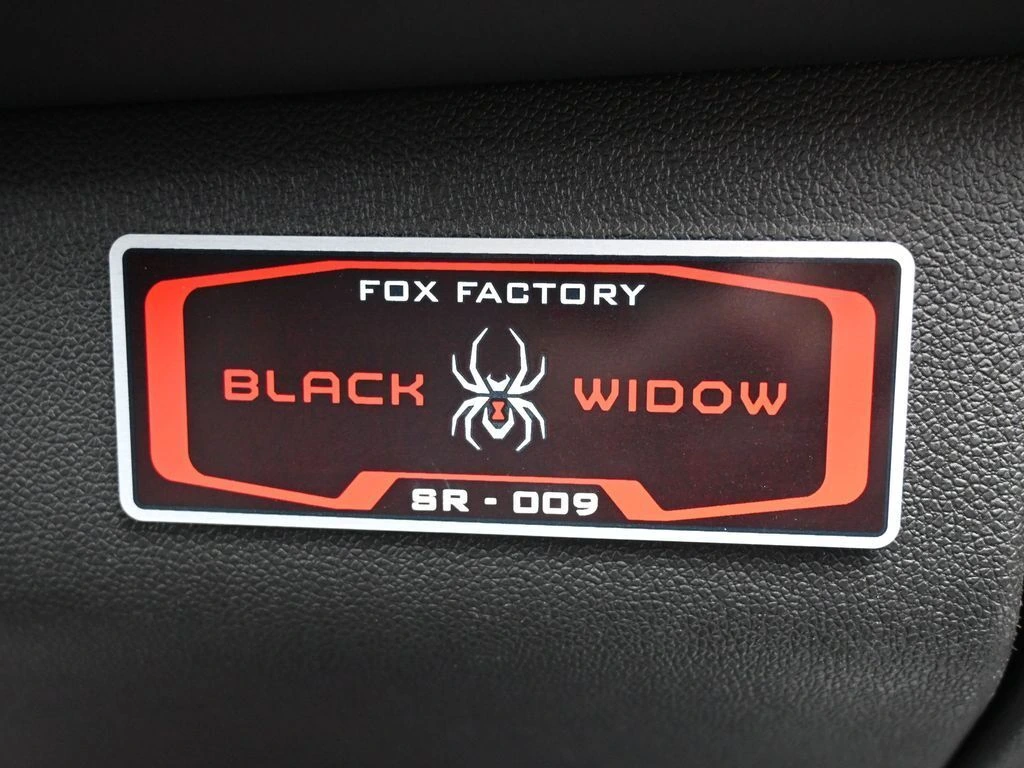 FOX FACTORY
BLACK WIDOW
SR - 009